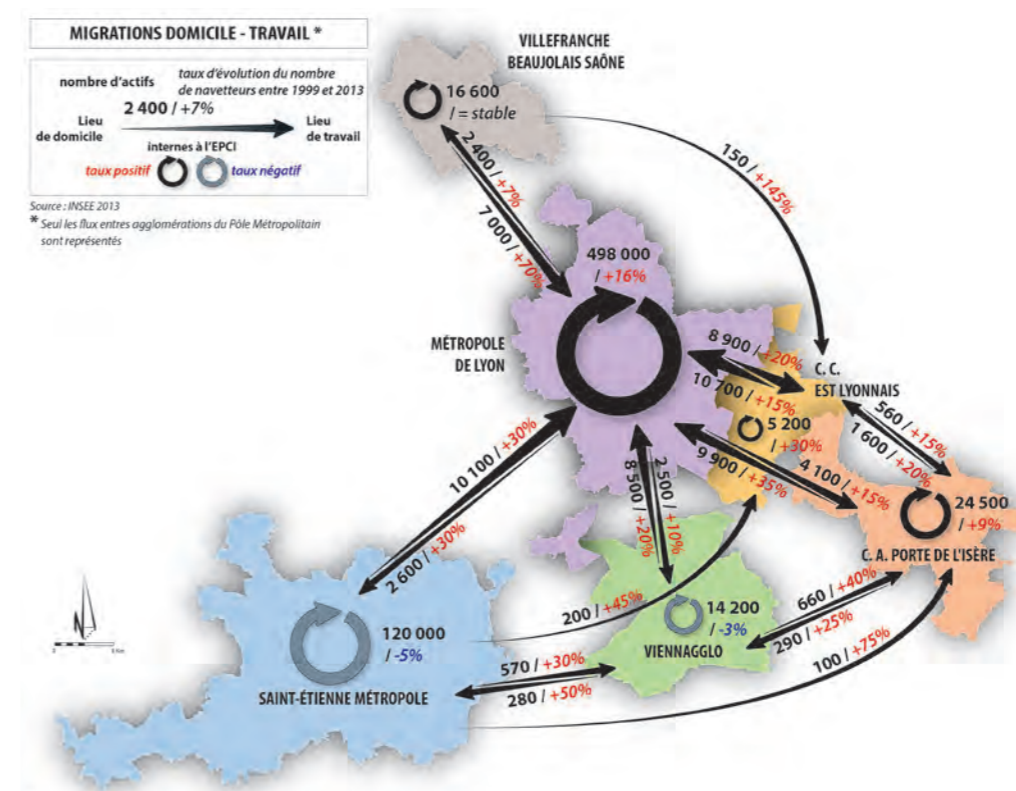 MIGRATIONS DOMICILE - TRAVAIL *
nombre d'actifs
taux d'évolution du nombre
de navetteurs entre 1999 et 2013
2 400 / +7%
Lieu
de domicile
Lieu
de travail
internes à l'EPCI
taux positif
taux négatif
Source : INSEE 2013
* Seul les flux entres agglomérations du Pôle Métropolitain
sont représentés
VILLEFRANCHE
BEAUJOLAIS SAÔNE
16 600
/ = stable
2 400 / +7%
7 000 / +70%
150 / +145%
498 000
/ +16%
MÉTROPOLE
DE LYON
8 900 / +20%
10 700 / +15%
C. C.
EST LYONNAIS
5 200
/ +30%
560 / +15%
1 600 / +20%
9 900 / +35%
4 100 / +15%
24 500
/ +9%
C. A. PORTE DE L'ISÈRE
10 100 / +30%
2 600 / +30%
2 500 / +10%
8 500 / +20%
200 / +45%
14 200
/ -3%
VIENNAGGLO
660 / +40%
290 / +25%
100 / +75%
120 000
/ -5%
SAINT-ÉTIENNE MÉTROPOLE
570 / +30%
280 / +50%
N
0